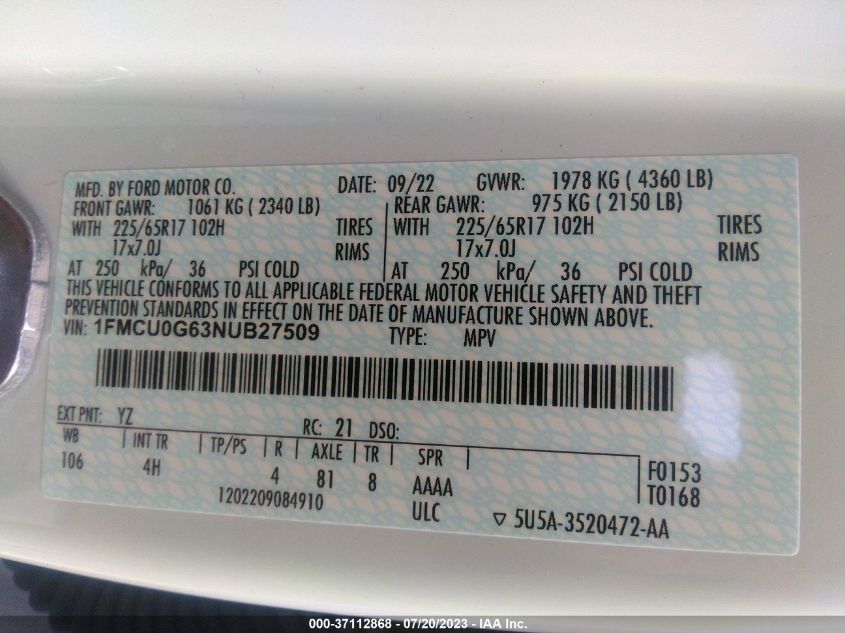 MFD. BY FORD MOTOR CO. DATE: 09/22 GVWR: 1978 KG ( 4360 LB)
FRONT GAWR: 1061 KG ( 2340 LB) REAR GAWR: 975 KG ( 2150 LB)
WITH 225/65R17 102H TIRES WITH 225/65R17 102H TIRES
17x7.0J RIMS 17x7.0J RIMS
AT 250 kPa/ 36 PSI COLD AT 250 kPa/ 36 PSI COLD
THIS VEHICLE CONFORMS TO ALL APPLICABLE FEDERAL MOTOR VEHICLE SAFETY AND THEFT
PREVENTION STANDARDS IN EFFECT ON THE DATE OF MANUFACTURE SHOWN ABOVE.
VIN: 1FMCU0G63NUB27509 TYPE: MPV
EXT PNT: YZ RC: 21 DSO:
WB INT TR TP/PS R AXLE TR SPR
106 4H 4 81 8 AAAA F0153
1202209084910 ULC T0168
5U5A-3520472-AA
000-37112868 - 07/20/2023 - IAA Inc.